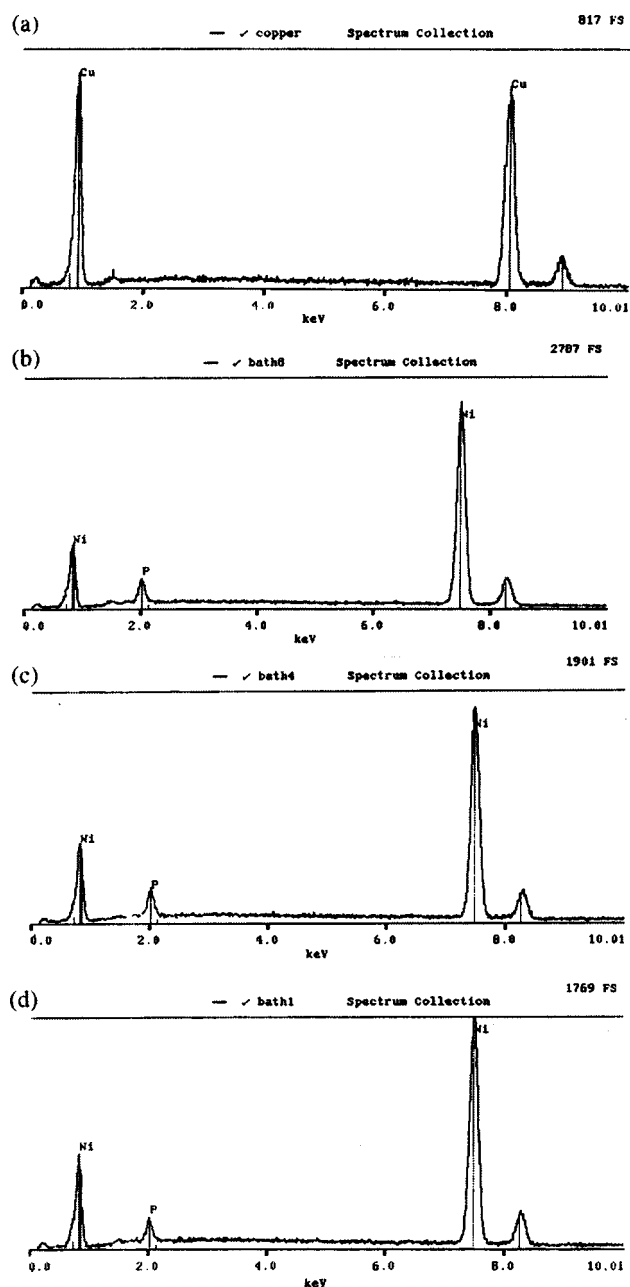 (a)
817 FS
— ✓ copper Spectrum Collection
Cu
Cu
0.0 2.0 4.0 6.0 8.0 10.01
keV
(b)
2787 FS
— ✓ bath8 Spectrum Collection
Ni
Ni
P
0.0 2.0 4.0 6.0 8.0 10.01
keV
(c)
1901 FS
— ✓ bath4 Spectrum Collection
Ni
Ni
P
0.0 2.0 4.0 6.0 8.0 10.01
keV
(d)
1769 FS
— ✓ bath1 Spectrum Collection
Ni
Ni
P
0.0 2.0 4.0 6.0 8.0 10.01
keV